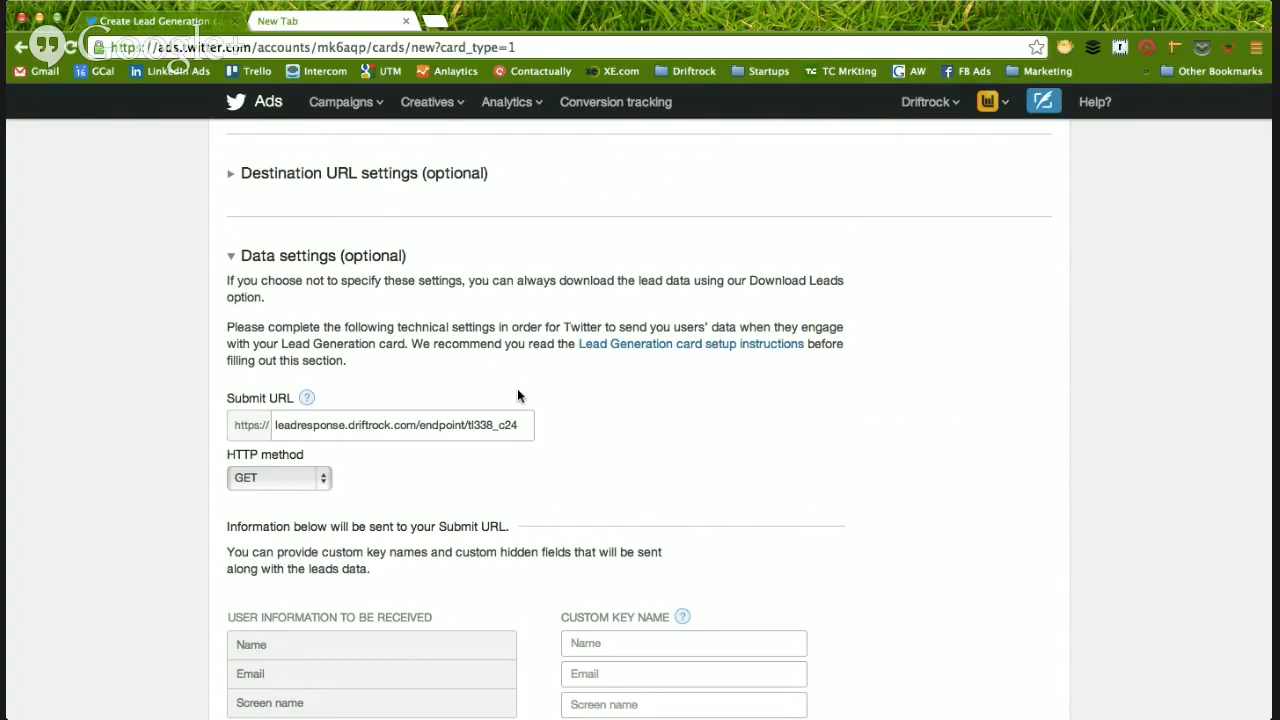 Create Lead Generation c
New Tab
Google+
https://ads.twitter.com/accounts/mk6aqp/cards/new?card_type=1
Gmail
GCal
LinkedIn Ads
Trello
Intercom
UTM
Anlaytics
Contactually
XE.com
Driftrock
Startups
TC MrKting
AW
FB Ads
Marketing
»
Other Bookmarks
Ads
Campaigns
Creatives
Analytics
Conversion tracking
Driftrock
Help?
Destination URL settings (optional)
Data settings (optional)
If you choose not to specify these settings, you can always download the lead data using our Download Leads
option.
Please complete the following technical settings in order for Twitter to send you users' data when they engage
with your Lead Generation card. We recommend you read the Lead Generation card setup instructions before
filling out this section.
Submit URL ?
https:// leadresponse.driftrock.com/endpoint/tl338_c24
HTTP method
GET
Information below will be sent to your Submit URL.
You can provide custom key names and custom hidden fields that will be sent
along with the leads data.
USER INFORMATION TO BE RECEIVED
CUSTOM KEY NAME ?
Name
Name
Email
Email
Screen name
Screen name